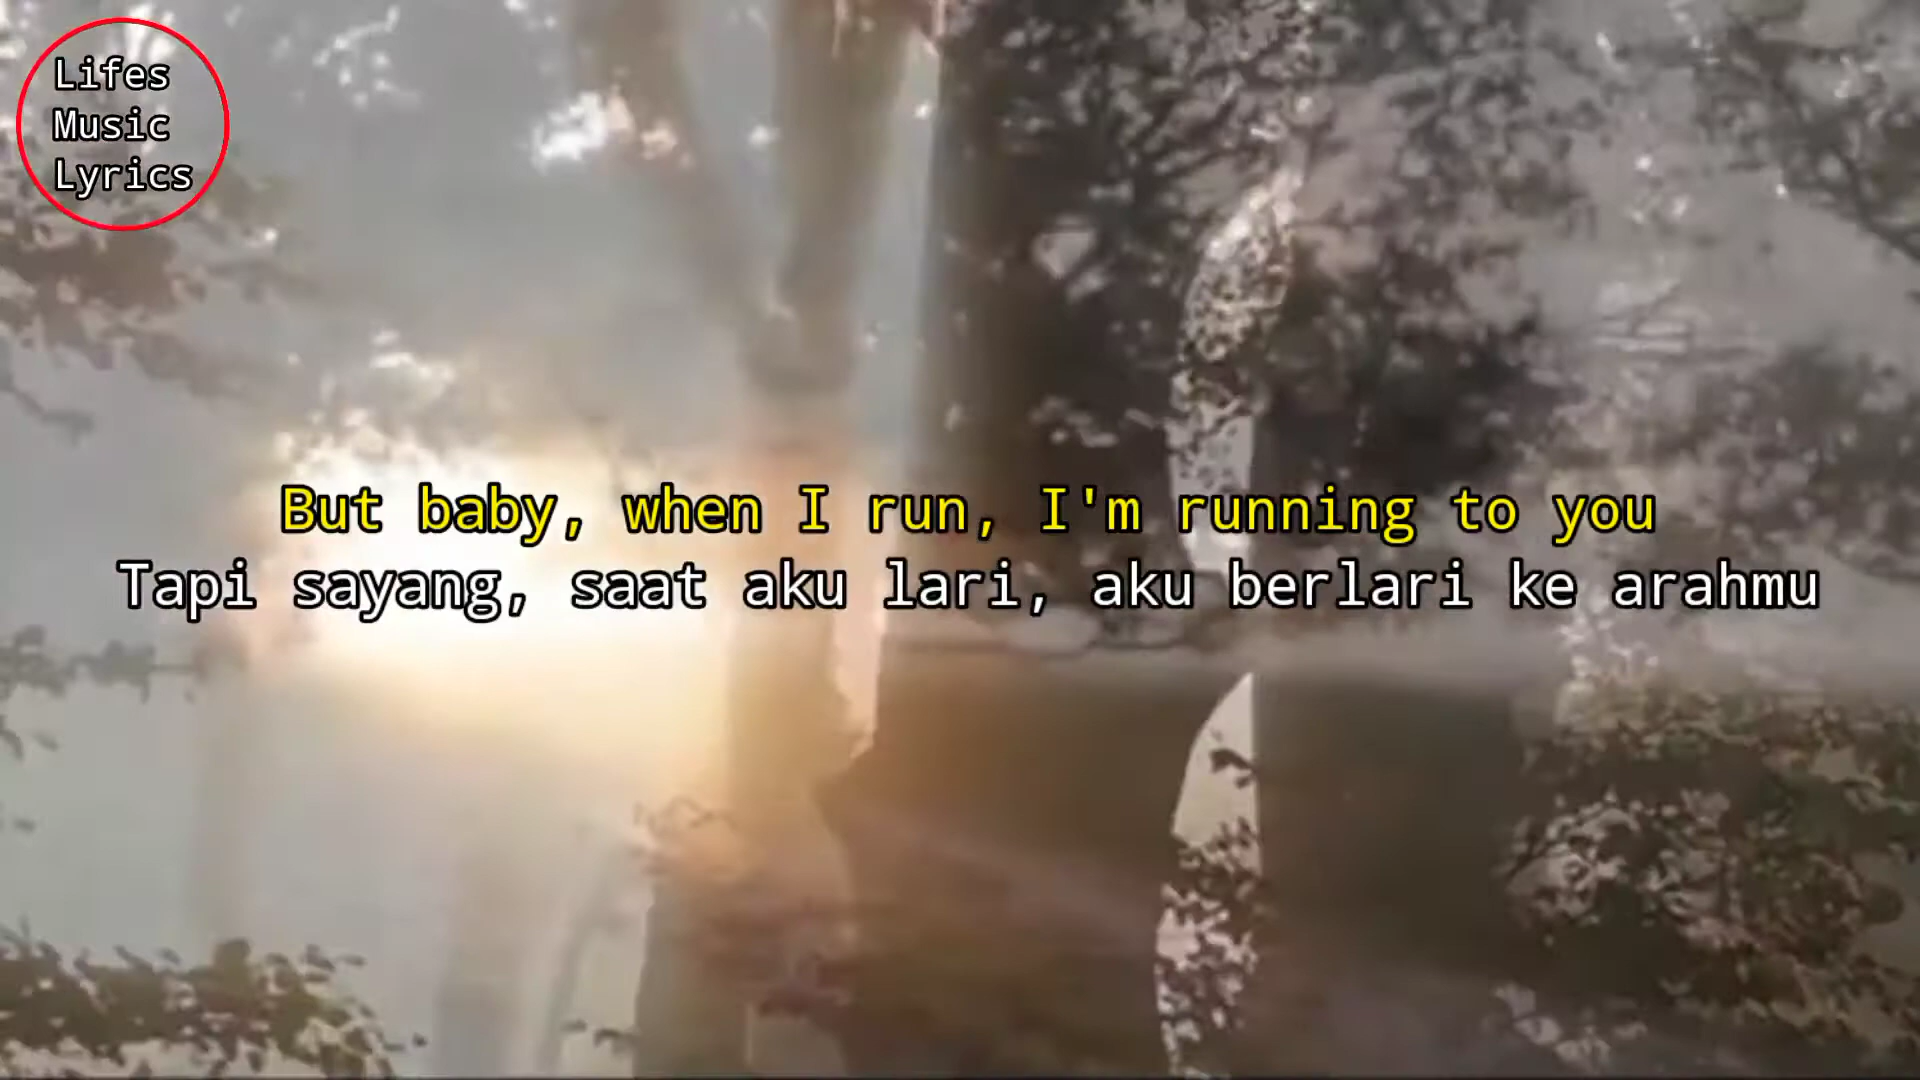 Lifes
Music
Lyrics
But baby, when I run, I'm running to you
Tapi sayang, saat aku lari, aku berlari ke arahmu